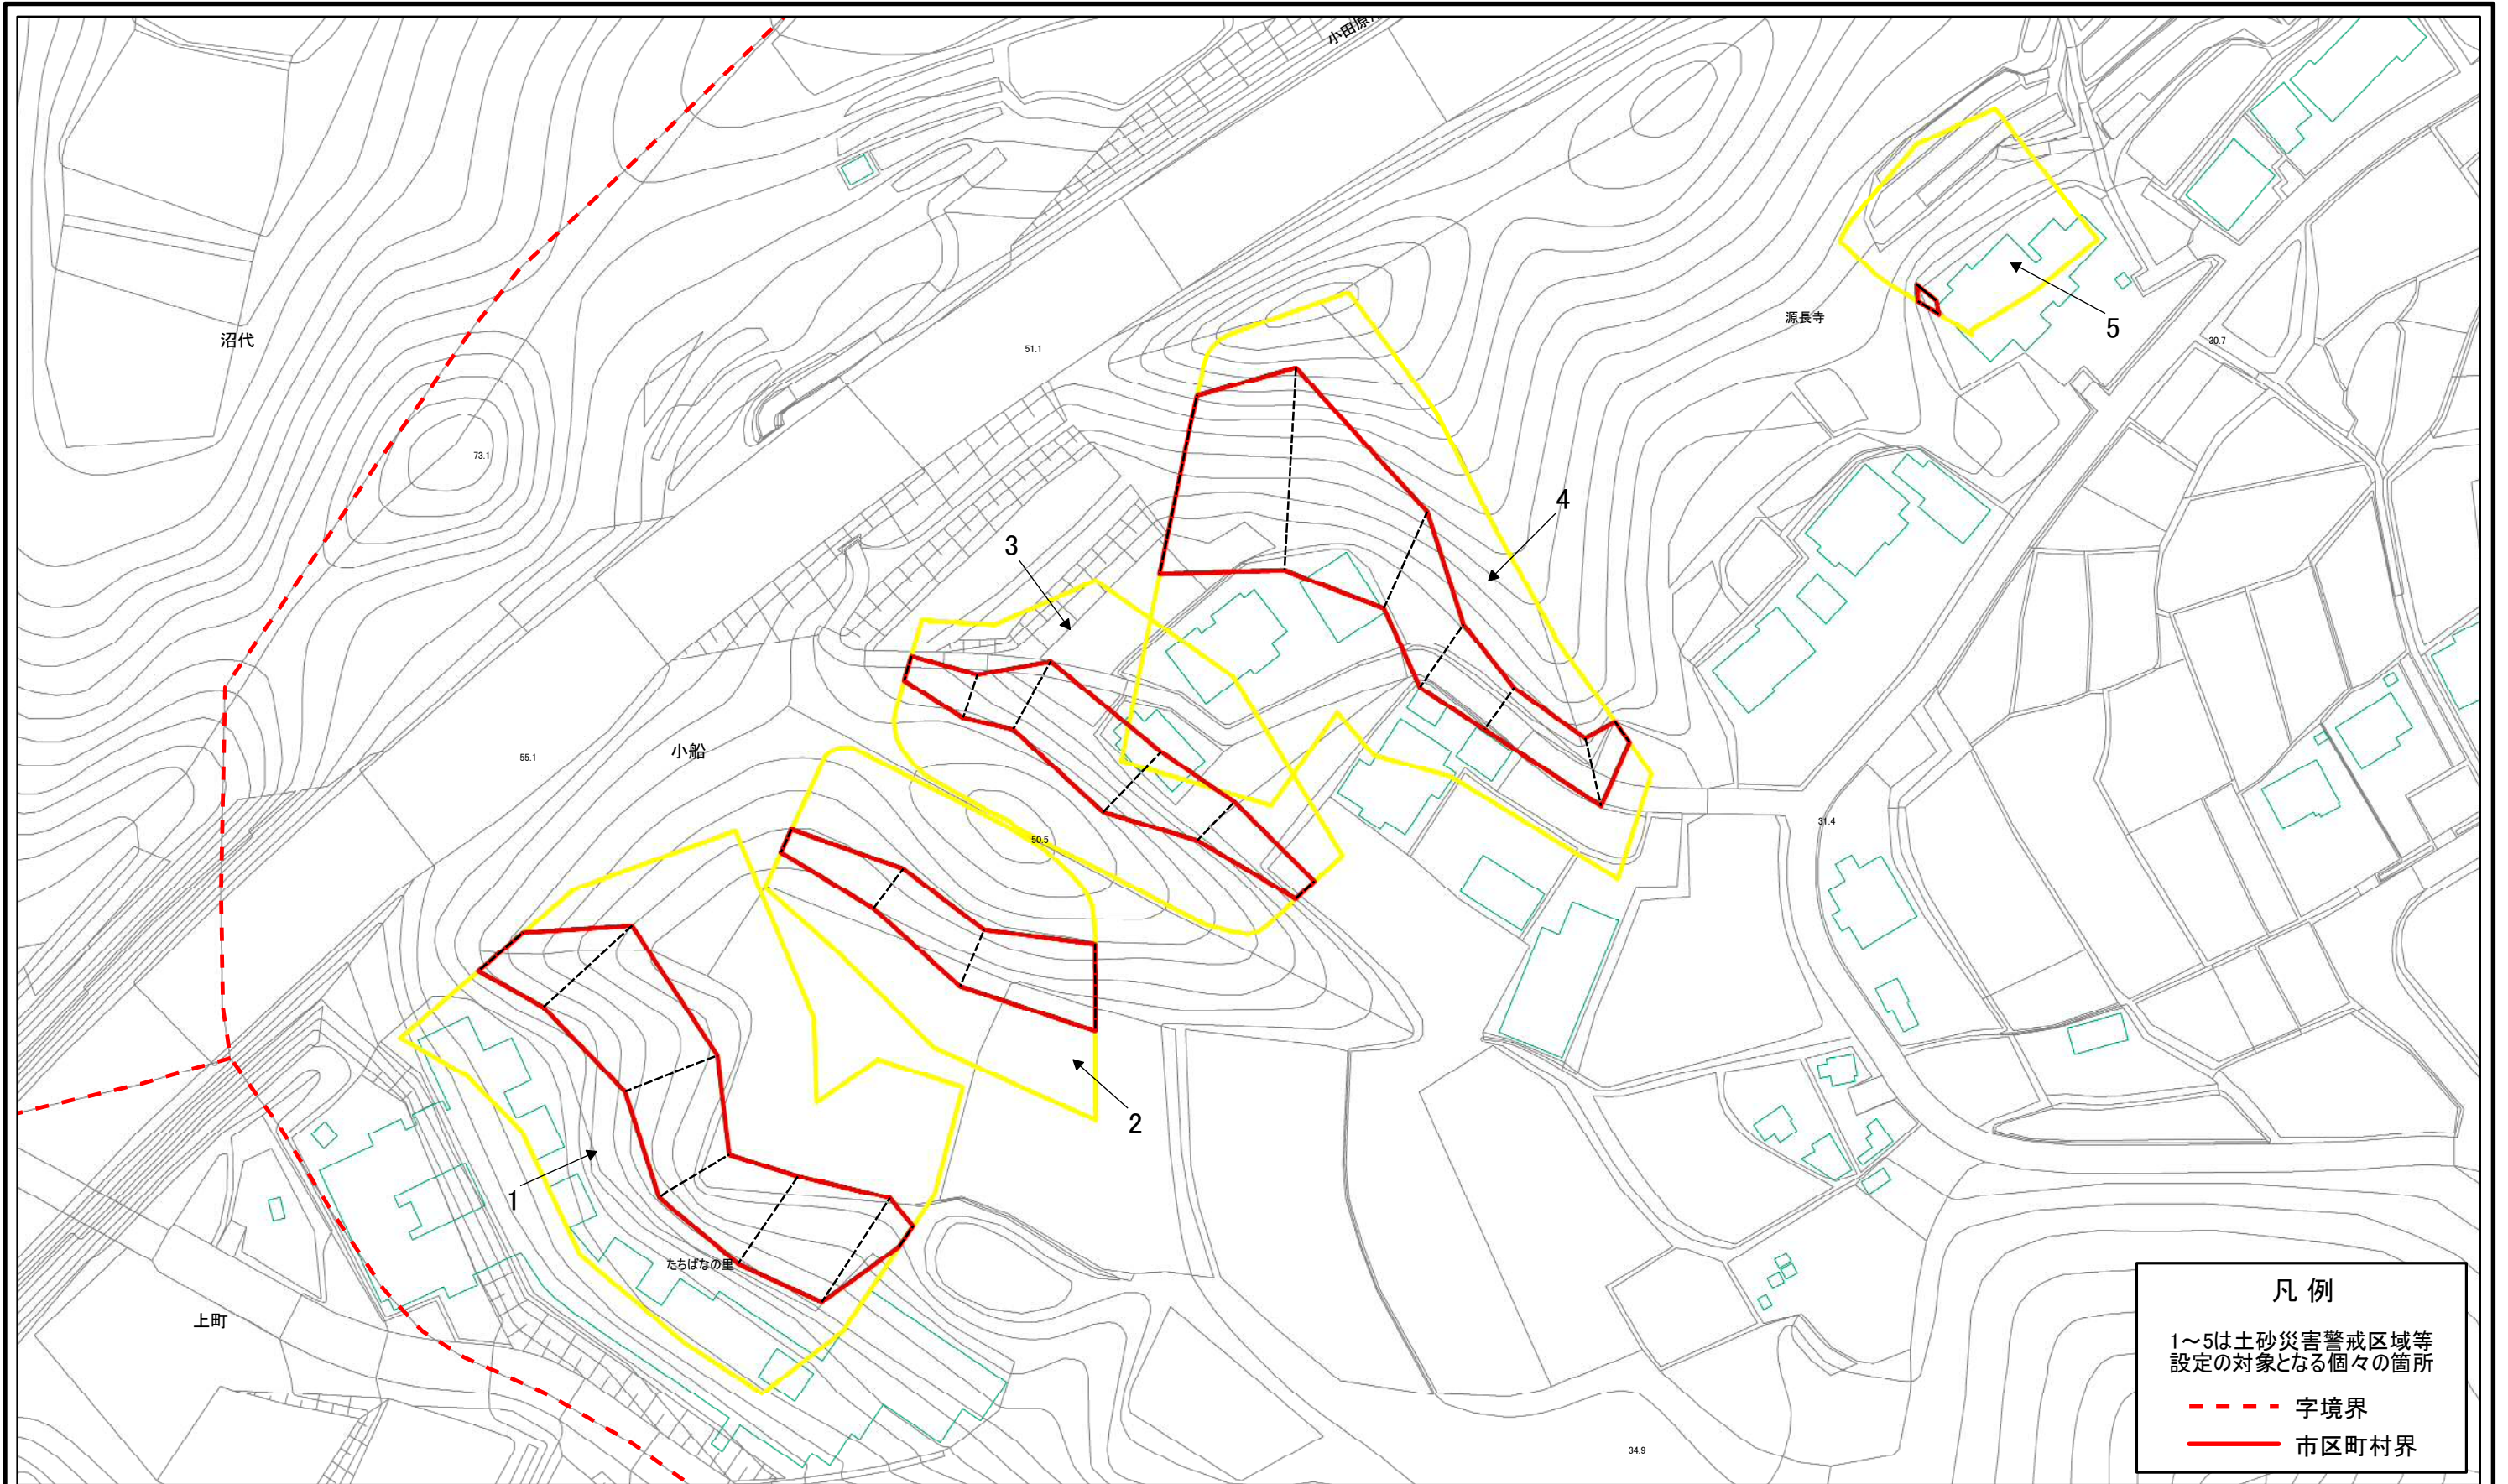 沼代
73.1
51.1
源長寺
5
30.7
3
4
55.1
小船
50.5
31.4
2
1
たちばなの里
上町
34.9
凡 例
1～5は土砂災害警戒区域等
設定の対象となる個々の箇所
字境界
市区町村界